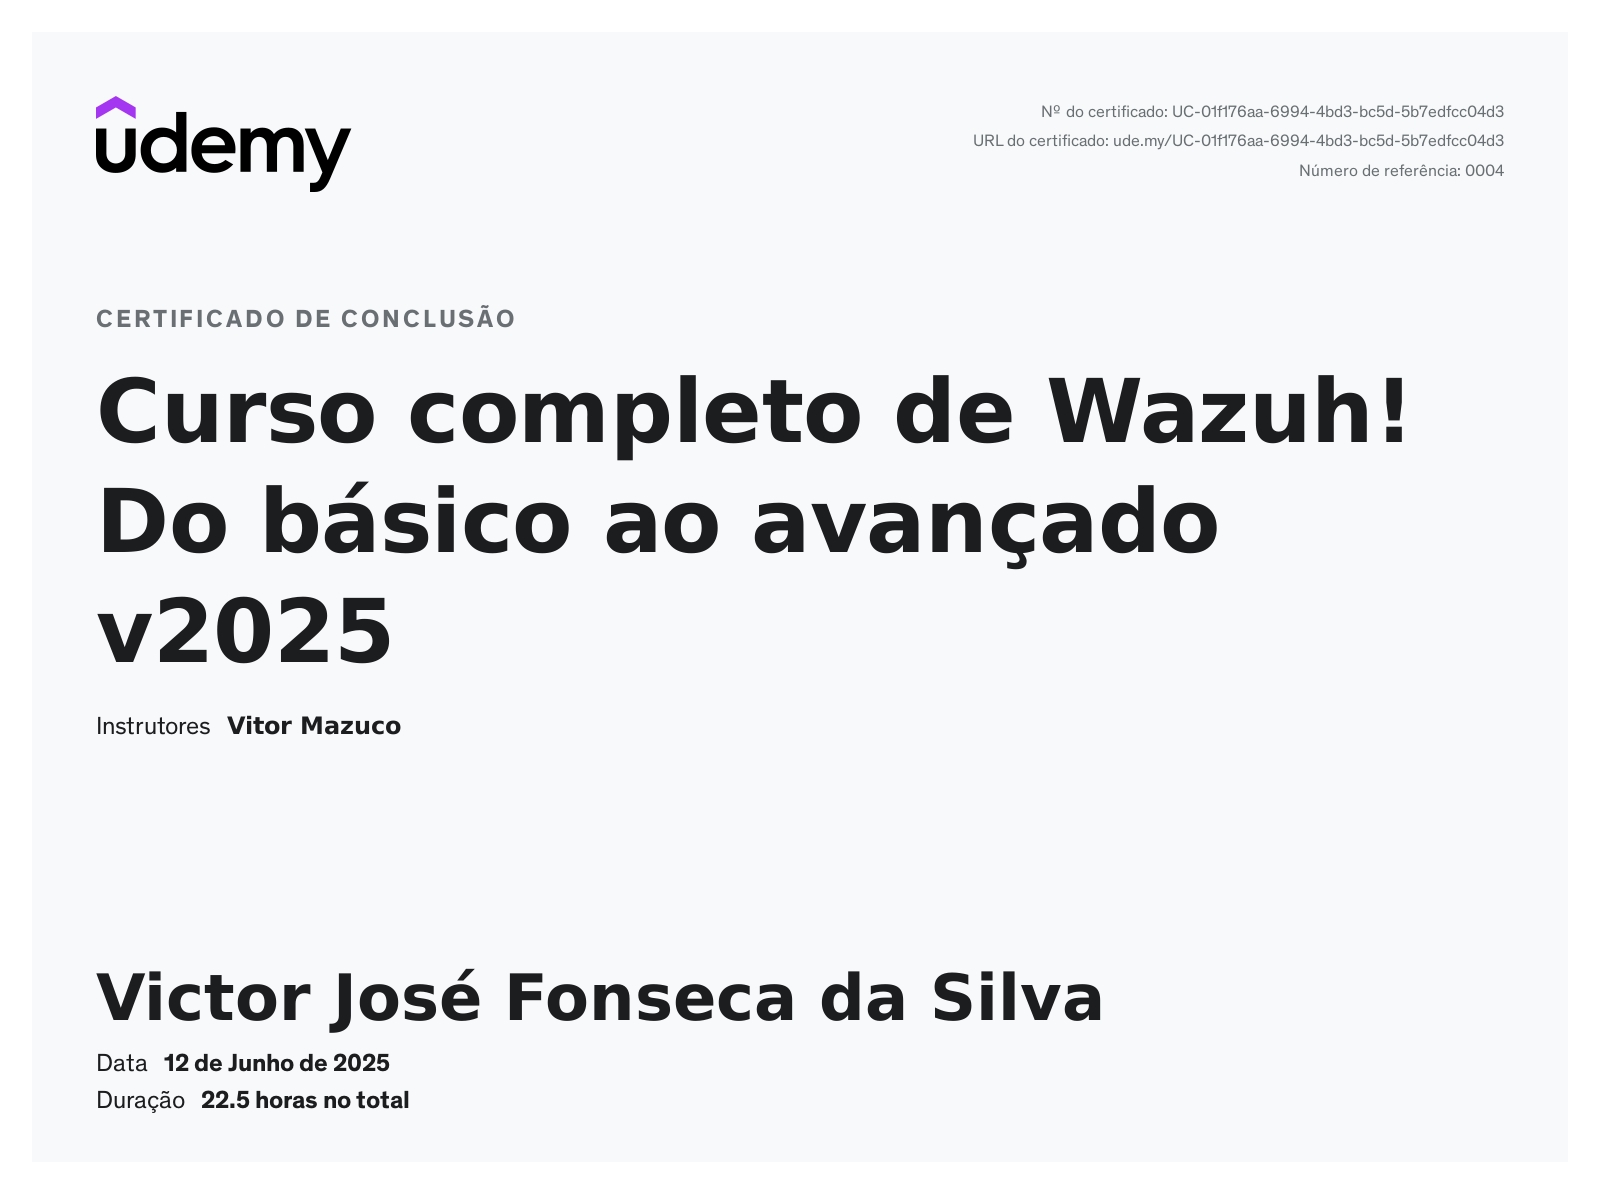 udemy
Nº do certificado: UC-01f176aa-6994-4bd3-bc5d-5b7edfcc04d3
URL do certificado: ude.my/UC-01f176aa-6994-4bd3-bc5d-5b7edfcc04d3
Número de referência: 0004
CERTIFICADO DE CONCLUSÃO
Curso completo de Wazuh!
Do básico ao avançado
v2025
Instrutores Vitor Mazuco
Victor José Fonseca da Silva
Data 12 de Junho de 2025
Duração 22.5 horas no total